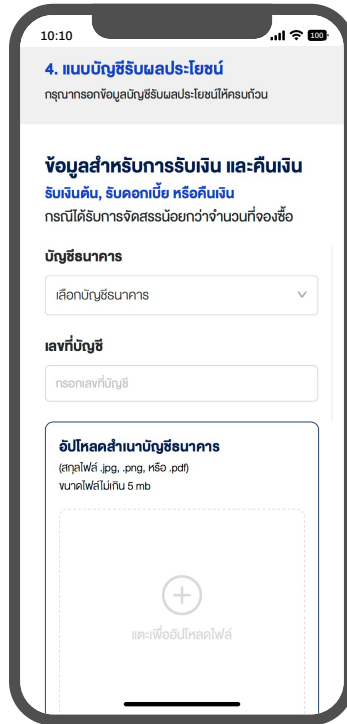 10:10
100
4. แนบบัญชีรับผลประโยชน์
กรุณากรอกข้อมูลบัญชีรับผลประโยชน์ให้ครบถ้วน
ข้อมูลสำหรับการรับเงิน และคืนเงิน
รับเงินต้น, รับดอกเบี้ย หรือคืนเงิน
กรณีได้รับการจัดสรรน้อยกว่าจำนวนที่จองซื้อ
บัญชีธนาคาร
เลือกบัญชีธนาคาร
เลขที่บัญชี
กรอกเลขที่บัญชี
อัปโหลดสำเนาบัญชีธนาคาร
(สกุลไฟล์ .jpg, .png, หรือ .pdf)
ขนาดไฟล์ไม่เกิน 5 mb
แตะเพื่ออัปโหลดไฟล์